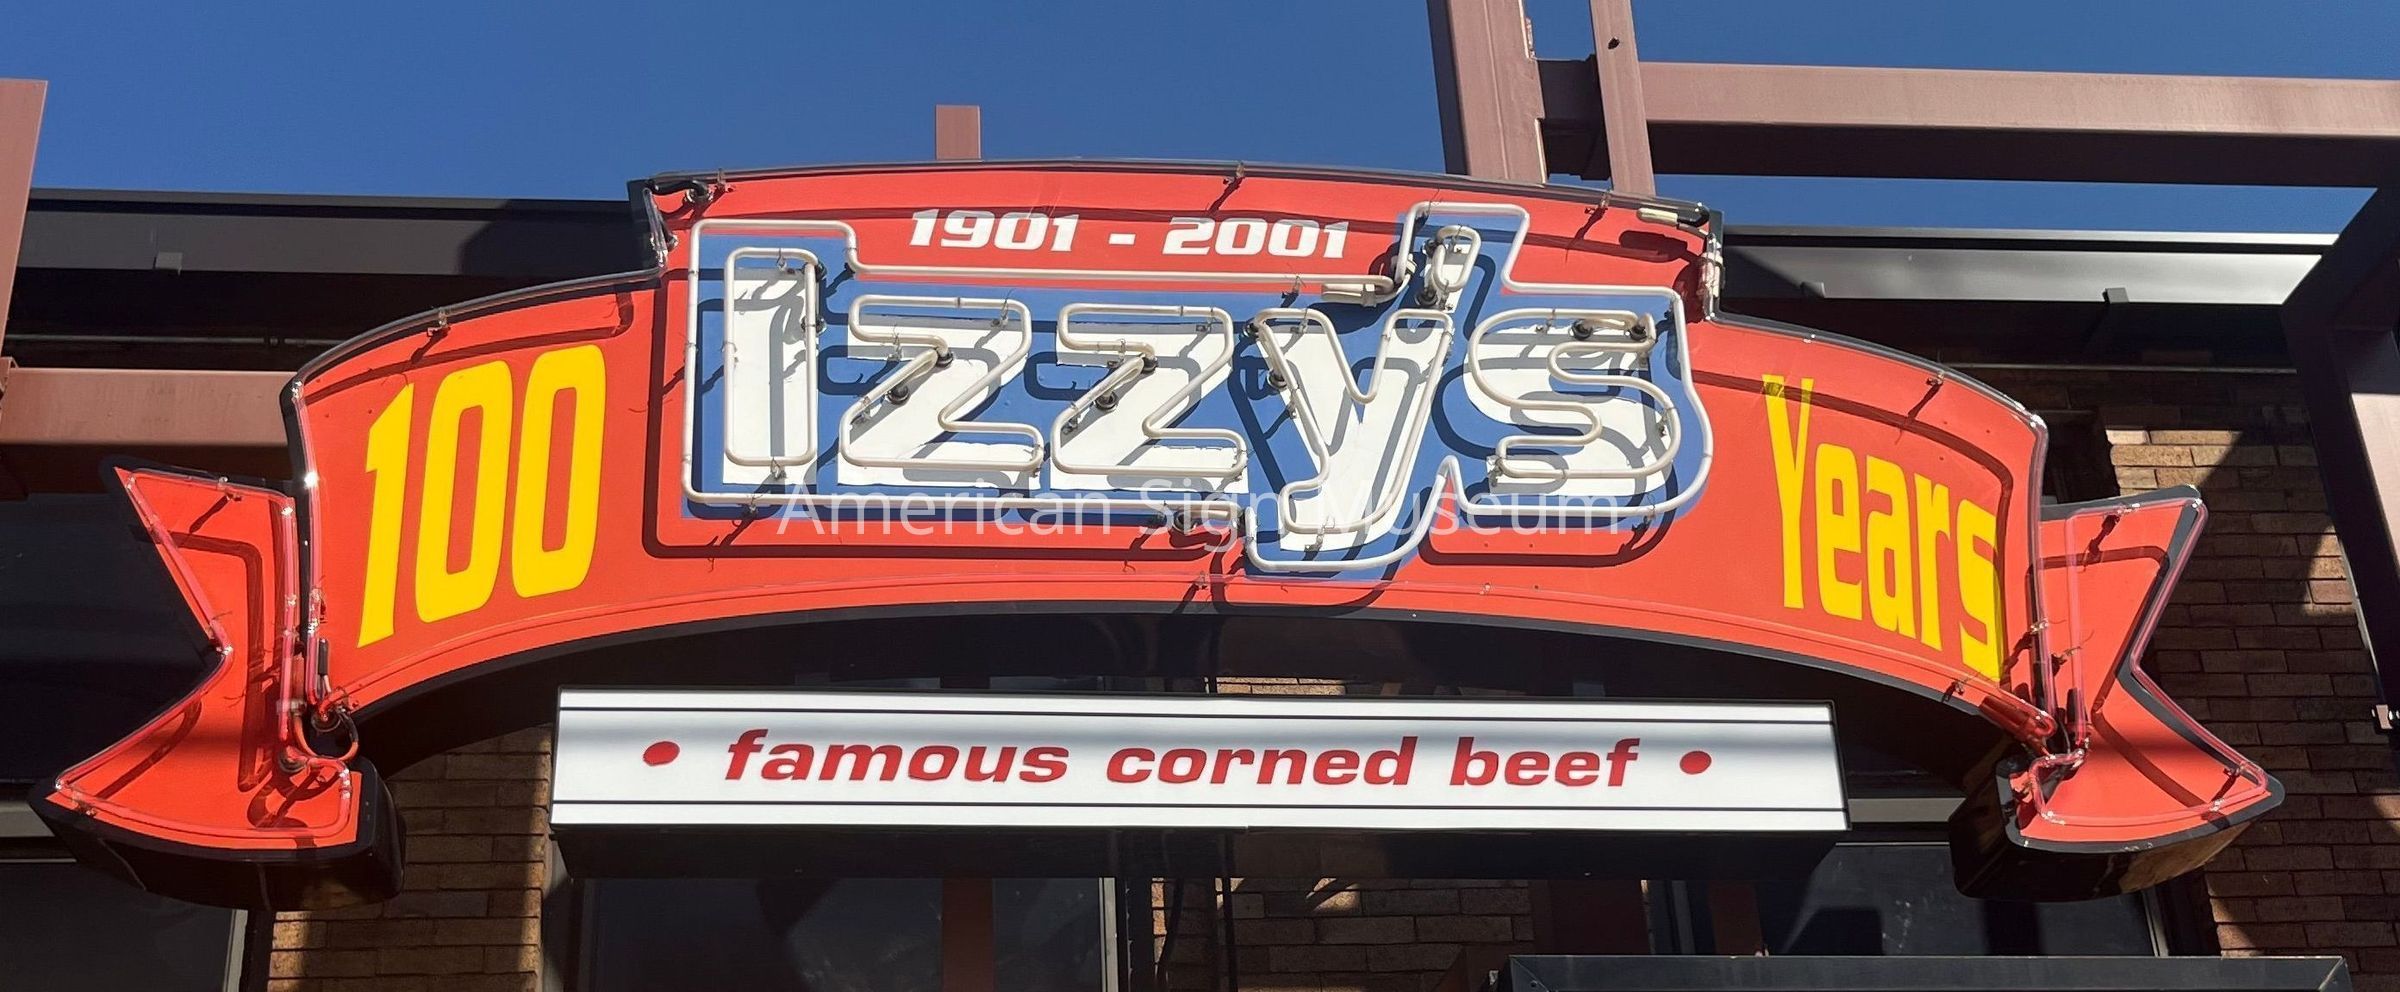 1901 - 2001
100 Izzy's Years
American Sign Museum
• famous corned beef •